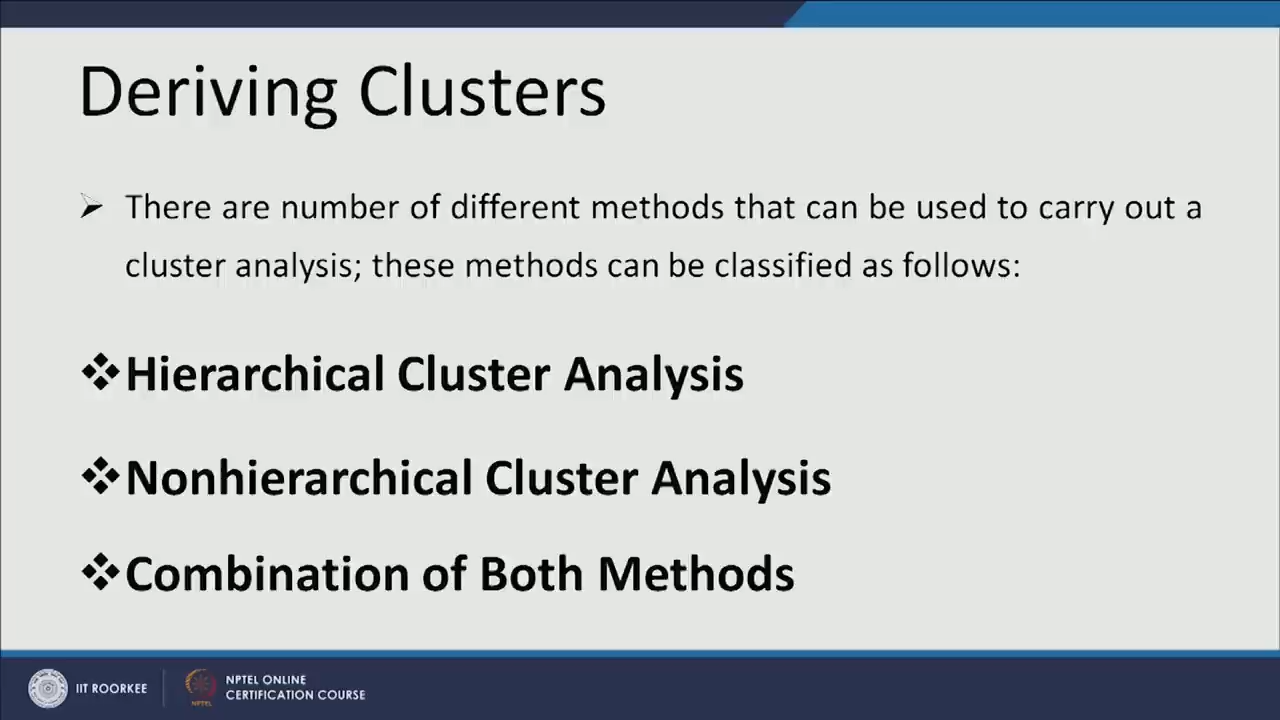 Deriving Clusters
➢ There are number of different methods that can be used to carry out a
cluster analysis; these methods can be classified as follows:
❖Hierarchical Cluster Analysis
❖Nonhierarchical Cluster Analysis
❖Combination of Both Methods
IIT ROORKEE
NPTEL
NPTEL ONLINE
CERTIFICATION COURSE